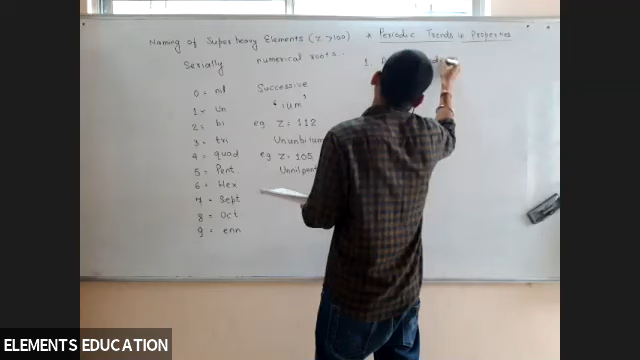 Naming of Superheavy Elements (Z >100)
Serially numerical roots..
0 = nil Successive
1 = un 'ium'
2 = bi eg Z = 112
3 = tri Ununbium
4 = quad eg Z = 105
5 = Pent. Unnilpent
6 = Hex
7 = Sept
8 = Oct
9 = enn
* Periodic Trends in Properties
1.
ELEMENTS EDUCATION